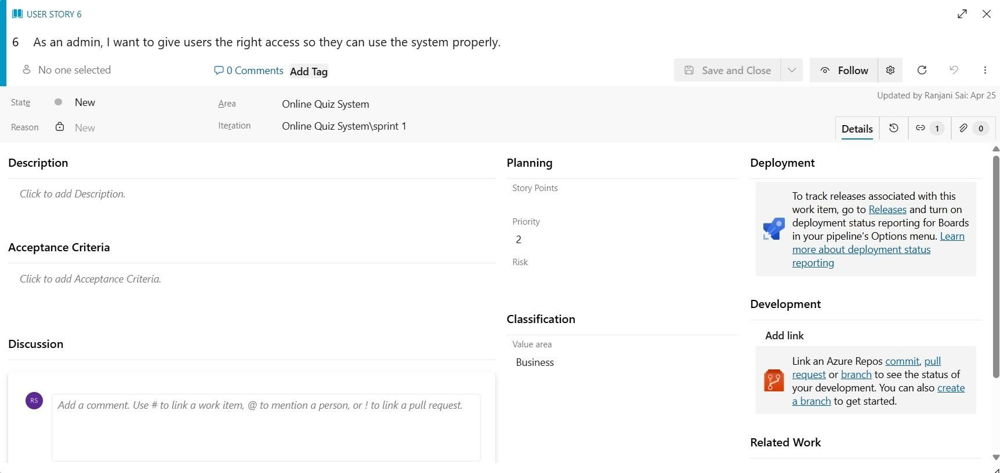 USER STORY 6
6 As an admin, I want to give users the right access so they can use the system properly.
No one selected
0 Comments
Add Tag
Save and Close
Follow
State
New
Area
Online Quiz System
Updated by Ranjani Sai: Apr 25
Reason
New
Iteration
Online Quiz System\sprint 1
Details
1
0
Description
Click to add Description.
Acceptance Criteria
Click to add Acceptance Criteria.
Discussion
RS
Add a comment. Use # to link a work item, @ to mention a person, or ! to link a pull request.
Planning
Story Points
Priority
2
Risk
Classification
Value area
Business
Deployment
To track releases associated with this
work item, go to Releases and turn on
deployment status reporting for Boards
in your pipeline's Options menu. Learn
more about deployment status
reporting
Development
Add link
Link an Azure Repos commit, pull
request or branch to see the status of
your development. You can also create
a branch to get started.
Related Work